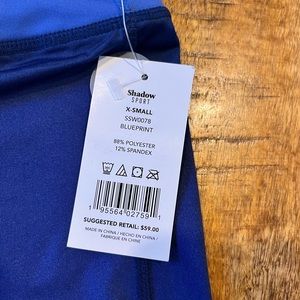 Shadow
SPORT
X-SMALL
SSW0078
BLUEPRINT
88% POLYESTER
12% SPANDEX
1 95564 02759 1
SUGGESTED RETAIL: $59.00
MADE IN CHINA / HECHO EN CHINA /
FABRIQUÉ EN CHINE